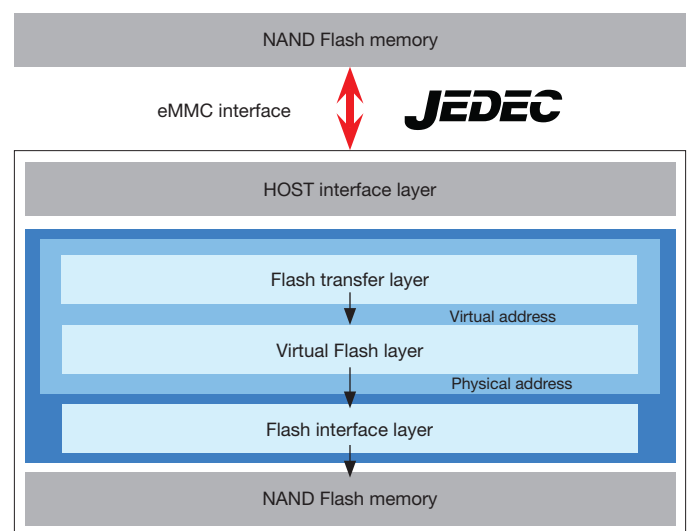 NAND Flash memory
eMMC interface
JEDEC
HOST interface layer
Flash transfer layer
Virtual address
Virtual Flash layer
Physical address
Flash interface layer
NAND Flash memory